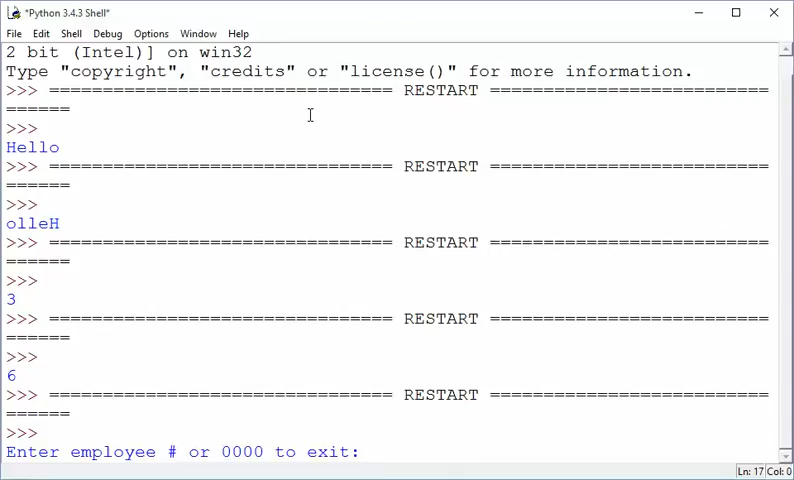 *Python 3.4.3 Shell*
File Edit Shell Debug Options Window Help
2 bit (Intel)] on win32
Type "copyright", "credits" or "license()" for more information.
>>> ================================ RESTART ==========================
======
>>>
Hello
>>> ================================ RESTART ==========================
======
>>>
olleH
>>> ================================ RESTART ==========================
======
>>>
3
>>> ================================ RESTART ==========================
======
>>>
6
>>> ================================ RESTART ==========================
======
>>>
Enter employee # or 0000 to exit:
Ln: 17 Col: 0